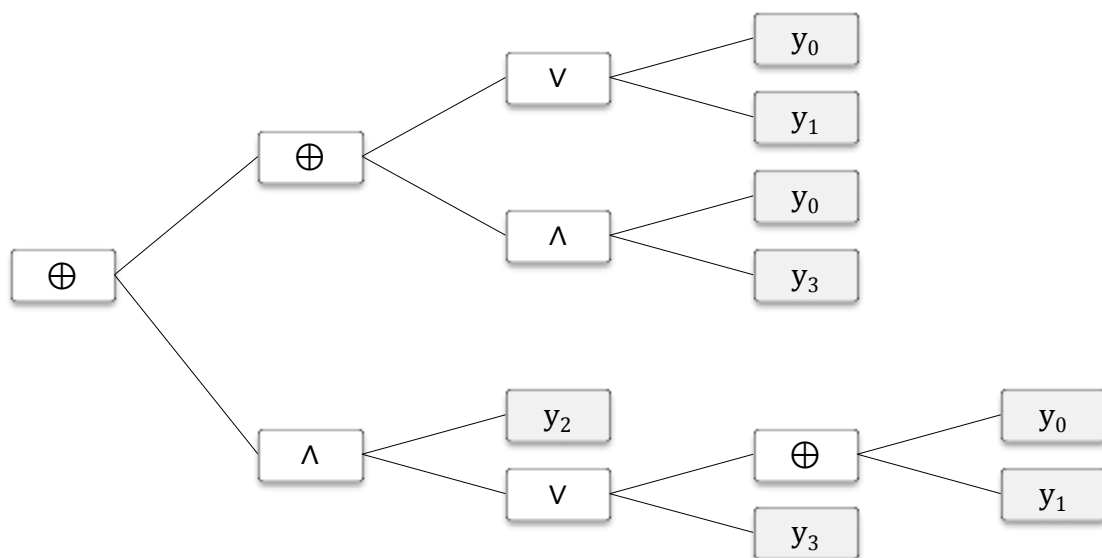 y₀
∨
y₁
⊕
y₀
∧
y₃
⊕
y₂
y₀
∧
⊕
∨
y₁
y₃